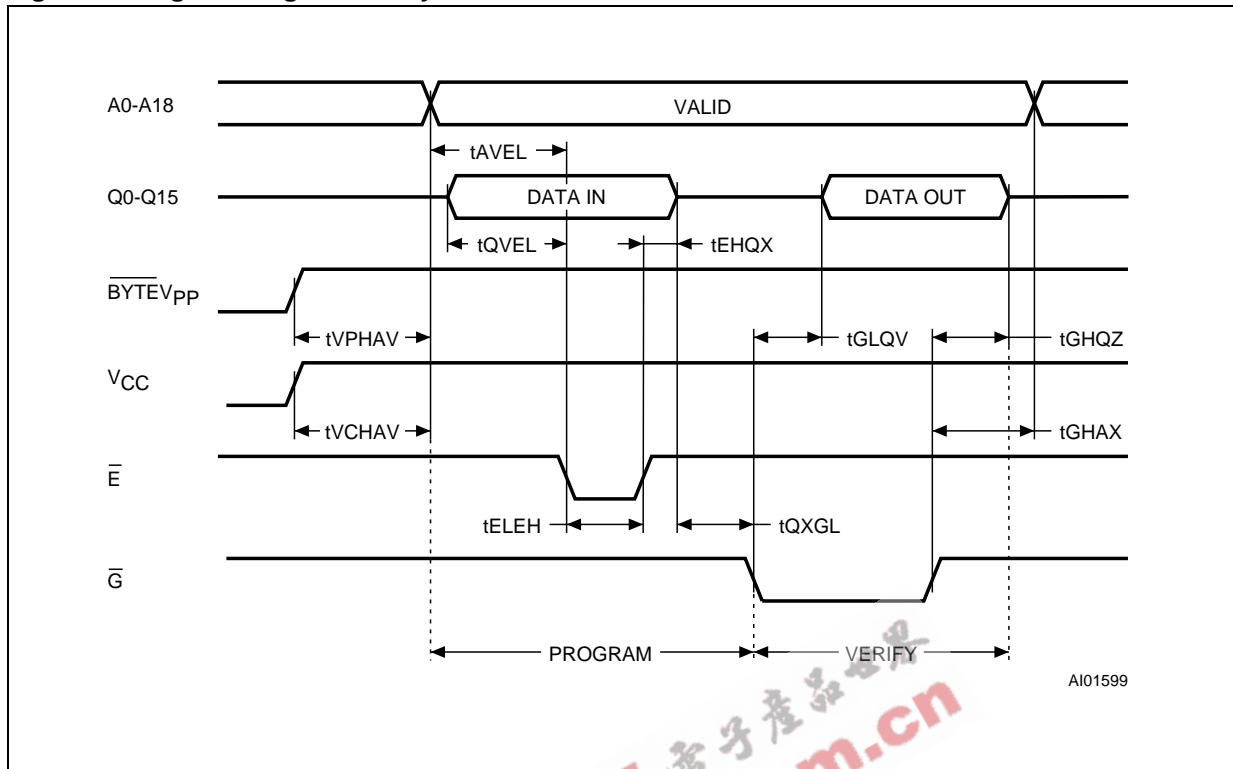 A0-A18
VALID
tAVEL
Q0-Q15
DATA IN
DATA OUT
tQVEL
tEHQX
BYTEVPP
tVPHAV
tGLQV
tGHQZ
VCC
tVCHAV
tGHAX
E
tELEH
tQXGL
G
PROGRAM
VERIFY
AI01599